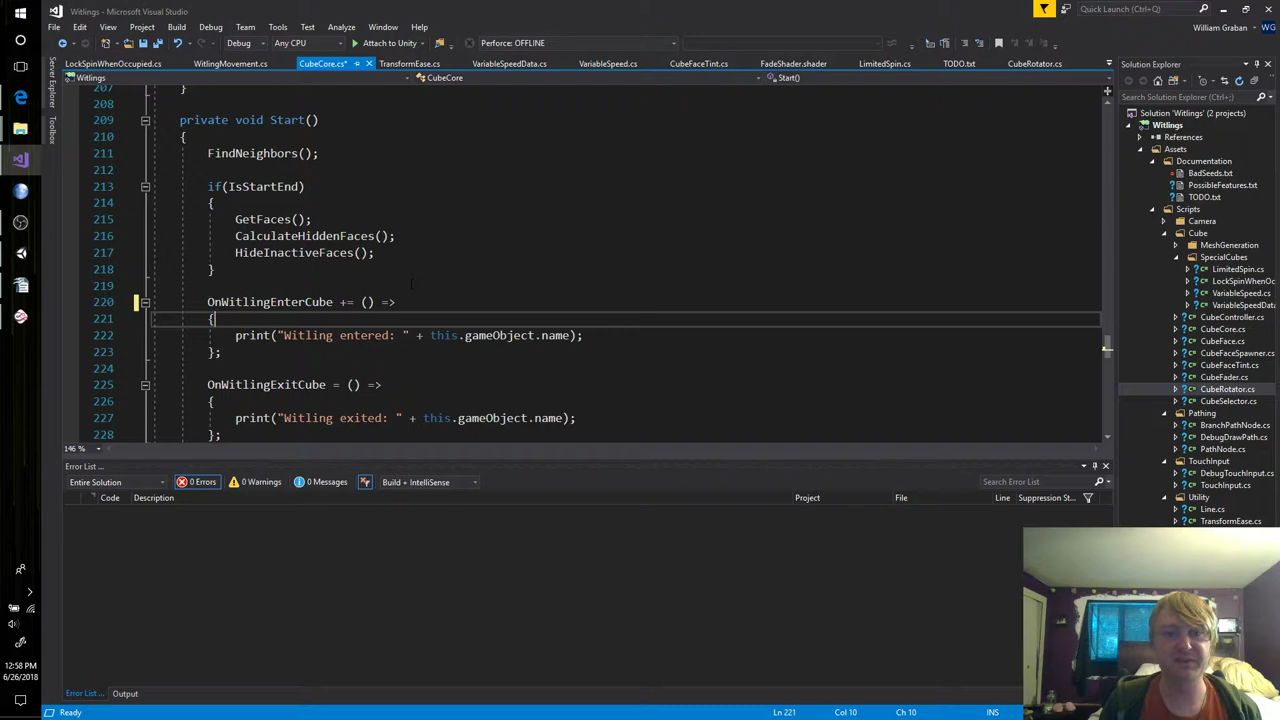 Witlings - Microsoft Visual Studio
Quick Launch (Ctrl+Q)
File Edit View Project Build Debug Team Tools Test Analyze Window Help
William Graban WG
Debug Any CPU Attach to Unity Perforce: OFFLINE
LockSpinWhenOccupied.cs WitlingMovement.cs CubeCore.cs* TransformEase.cs VariableSpeedData.cs VariableSpeed.cs CubeFaceTint.cs FadeShader.shader LimitedSpin.cs TODO.txt CubeRotator.cs
Witlings CubeCore Start()
Server Explorer
Toolbox
207 }
208
209 private void Start()
210 {
211 FindNeighbors();
212
213 if(IsStartEnd)
214 {
215 GetFaces();
216 CalculateHiddenFaces();
217 HideInactiveFaces();
218 }
219
220 OnWitlingEnterCube += () =>
221 {
222 print("Witling entered: " + this.gameObject.name);
223 };
224
225 OnWitlingExitCube = () =>
226 {
227 print("Witling exited: " + this.gameObject.name);
228 };
146 %
Error List ...
Entire Solution 0 Errors 0 Warnings 0 Messages Build + IntelliSense Search Error List
Code Description Project File Line Suppression St...
Error List ... Output
Ready Ln 221 Col 10 Ch 10 INS
Solution Explorer
Search Solution Explorer (Ctrl+;)
Solution 'Witlings' (2 projects)
Witlings
References
Assets
Documentation
BadSeeds.txt
PossibleFeatures.txt
TODO.txt
Scripts
Camera
Cube
MeshGeneration
SpecialCubes
LimitedSpin.cs
LockSpinWhenOc
VariableSpeed.cs
VariableSpeedDat
CubeController.cs
CubeCore.cs
CubeFace.cs
CubeFaceSpawner.cs
CubeFaceTint.cs
CubeFader.cs
CubeRotator.cs
CubeSelector.cs
Pathing
BranchPathNode.cs
DebugDrawPath.cs
PathNode.cs
TouchInput
DebugTouchInput.cs
TouchInput.cs
Utility
Line.cs
TransformEase.cs
12:58 PM
6/26/2018